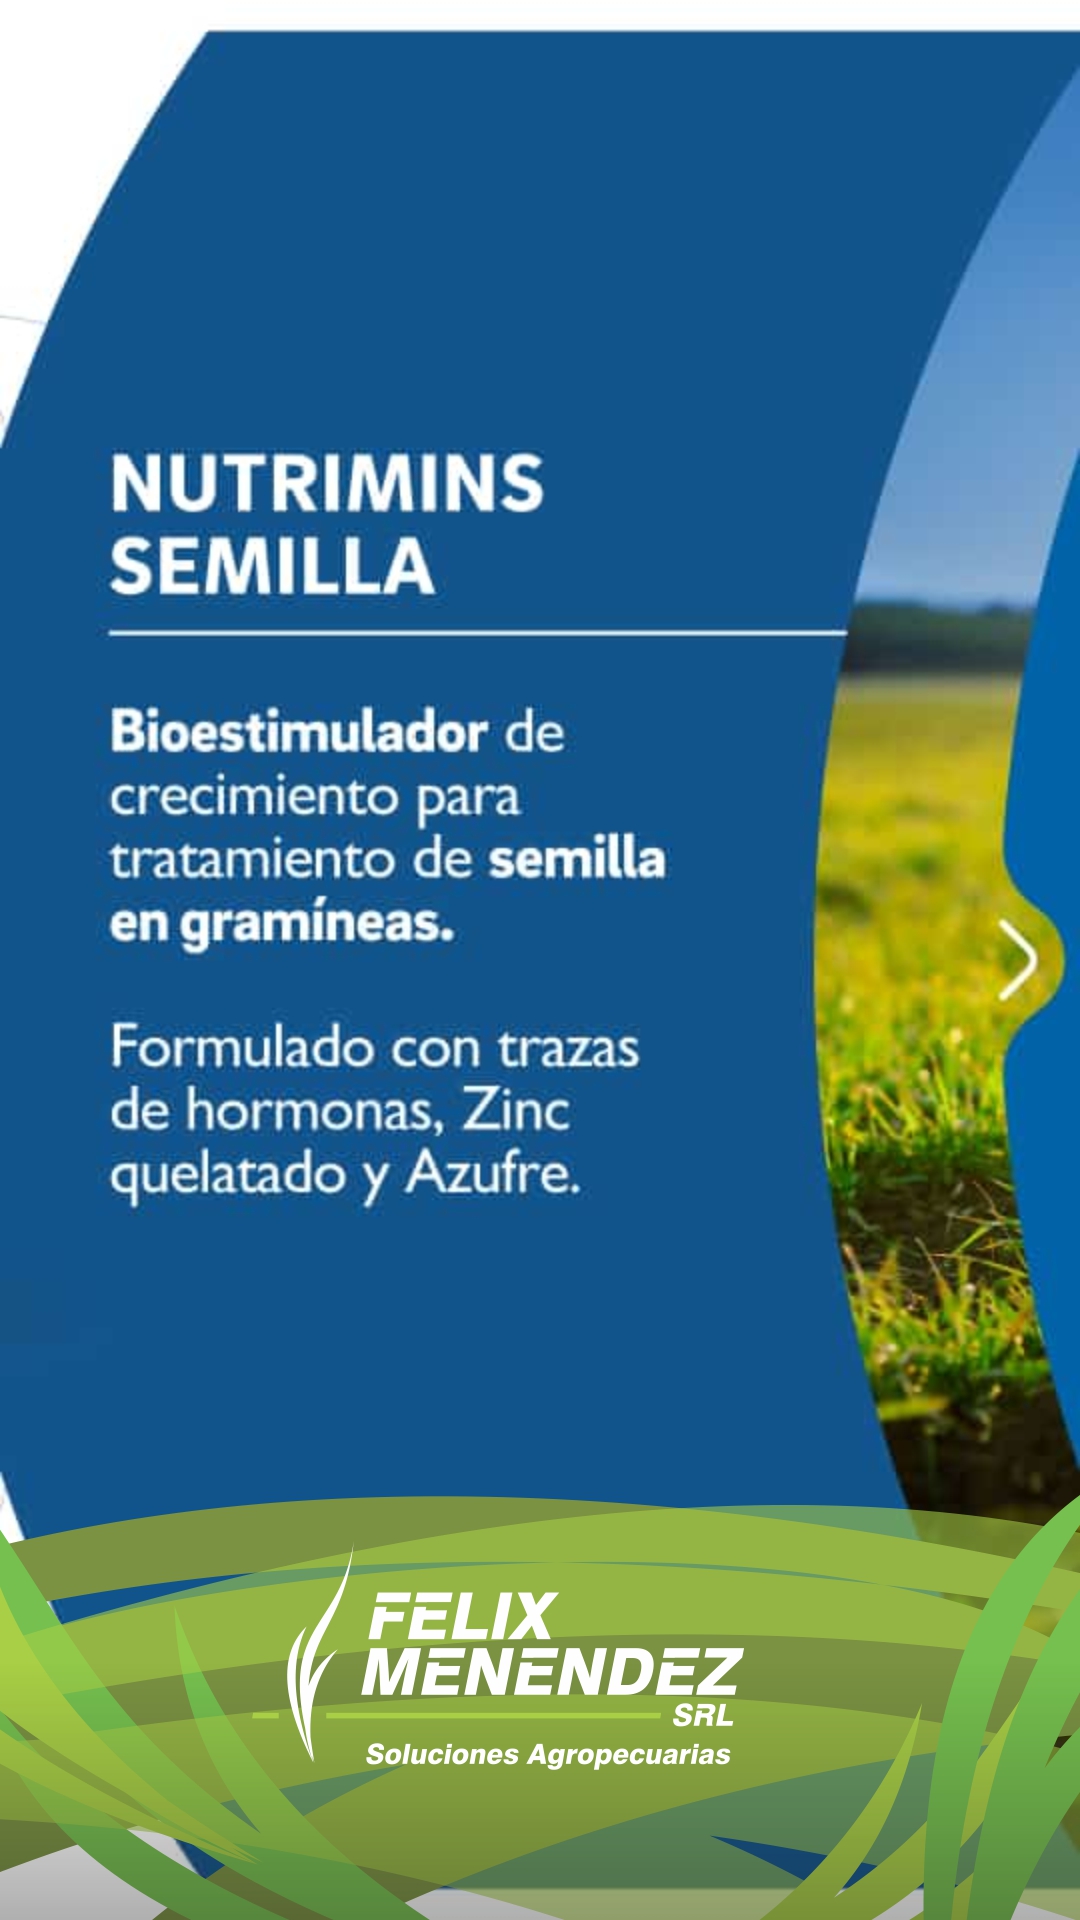 NUTRIMINS
SEMILLA
Bioestimulador de
crecimiento para
tratamiento de semilla
en gramíneas.
Formulado con trazas
de hormonas, Zinc
quelatado y Azufre.
FELIX
MENENDEZ
SRL
Soluciones Agropecuarias